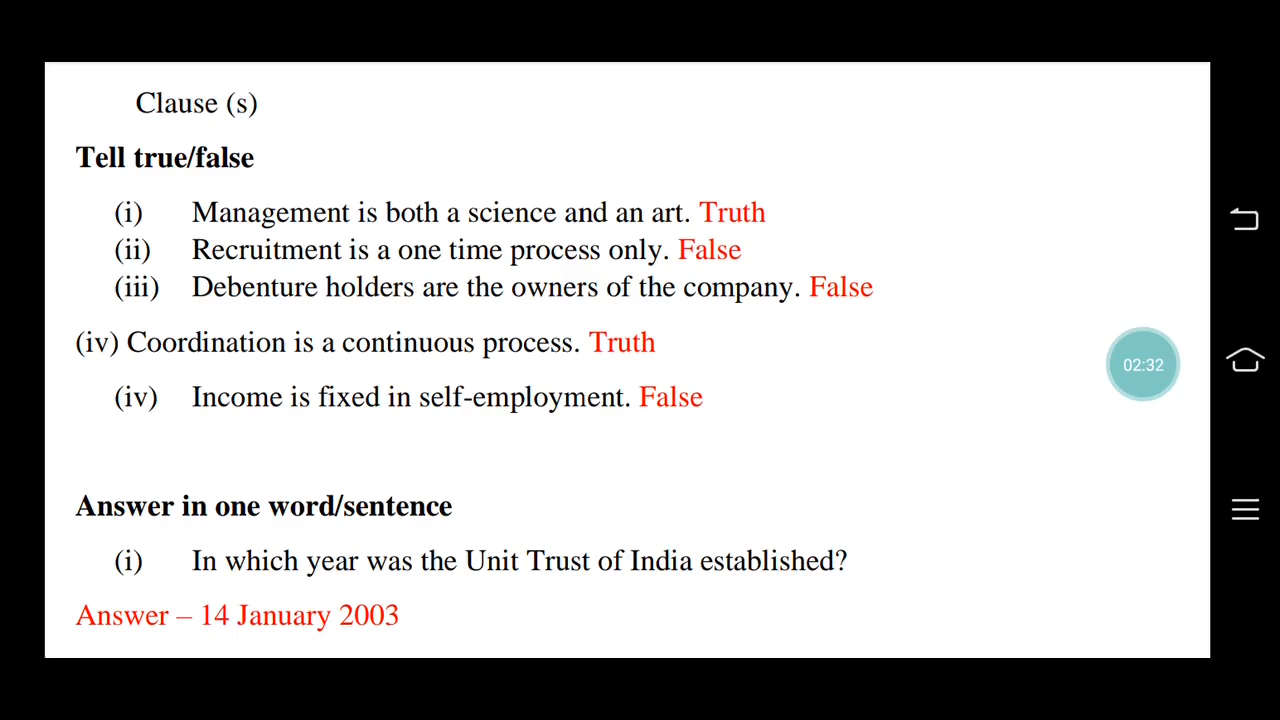 Clause (s)
Tell true/false
(i) Management is both a science and an art. Truth
(ii) Recruitment is a one time process only. False
(iii) Debenture holders are the owners of the company. False
(iv) Coordination is a continuous process. Truth
02:32
(iv) Income is fixed in self-employment. False
Answer in one word/sentence
(i) In which year was the Unit Trust of India established?
Answer – 14 January 2003